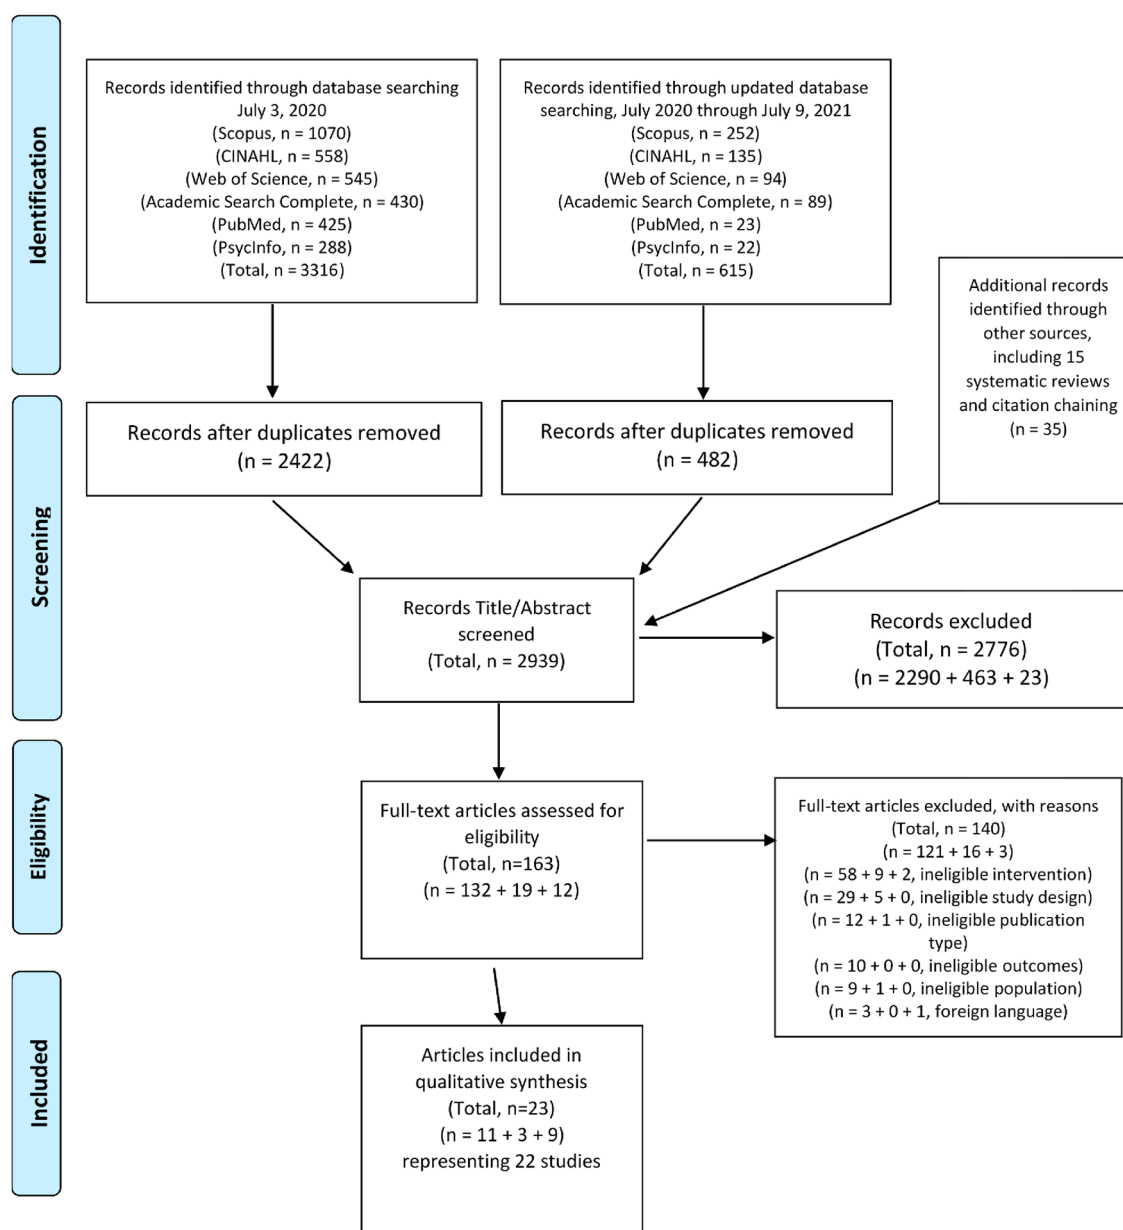 Identification
Records identified through database searching
July 3, 2020
(Scopus, n = 1070)
(CINAHL, n = 558)
(Web of Science, n = 545)
(Academic Search Complete, n = 430)
(PubMed, n = 425)
(PsycInfo, n = 288)
(Total, n = 3316)
Records identified through updated database
searching, July 2020 through July 9, 2021
(Scopus, n = 252)
(CINAHL, n = 135)
(Web of Science, n = 94)
(Academic Search Complete, n = 89)
(PubMed, n = 23)
(PsycInfo, n = 22)
(Total, n = 615)
Additional records
identified through
other sources,
including 15
systematic reviews
and citation chaining
(n = 35)
Screening
Records after duplicates removed
(n = 2422)
Records after duplicates removed
(n = 482)
Records Title/Abstract
screened
(Total, n = 2939)
Records excluded
(Total, n = 2776)
(n = 2290 + 463 + 23)
Eligibility
Full-text articles assessed for
eligibility
(Total, n=163)
(n = 132 + 19 + 12)
Full-text articles excluded, with reasons
(Total, n = 140)
(n = 121 + 16 + 3)
(n = 58 + 9 + 2, ineligible intervention)
(n = 29 + 5 + 0, ineligible study design)
(n = 12 + 1 + 0, ineligible publication
type)
(n = 10 + 0 + 0, ineligible outcomes)
(n = 9 + 1 + 0, ineligible population)
(n = 3 + 0 + 1, foreign language)
Included
Articles included in
qualitative synthesis
(Total, n=23)
(n = 11 + 3 + 9)
representing 22 studies